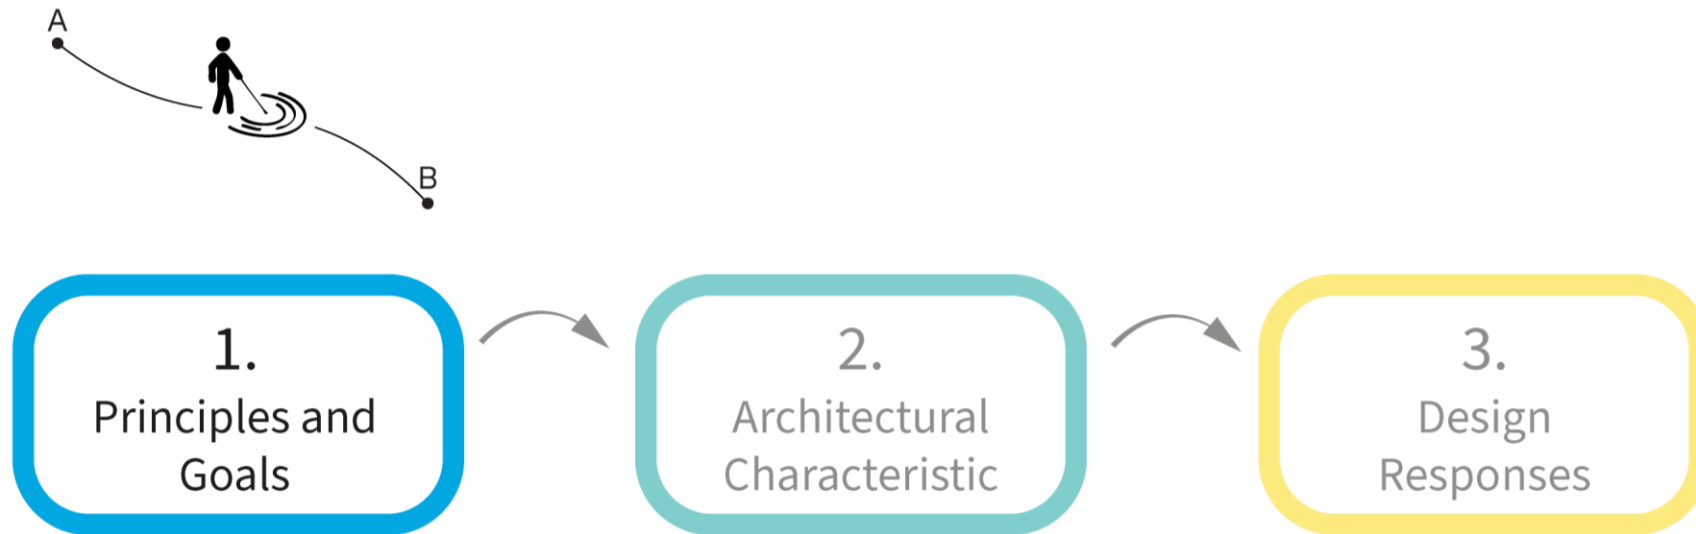 A
B
1.
Principles and
Goals
2.
Architectural
Characteristic
3.
Design
Responses